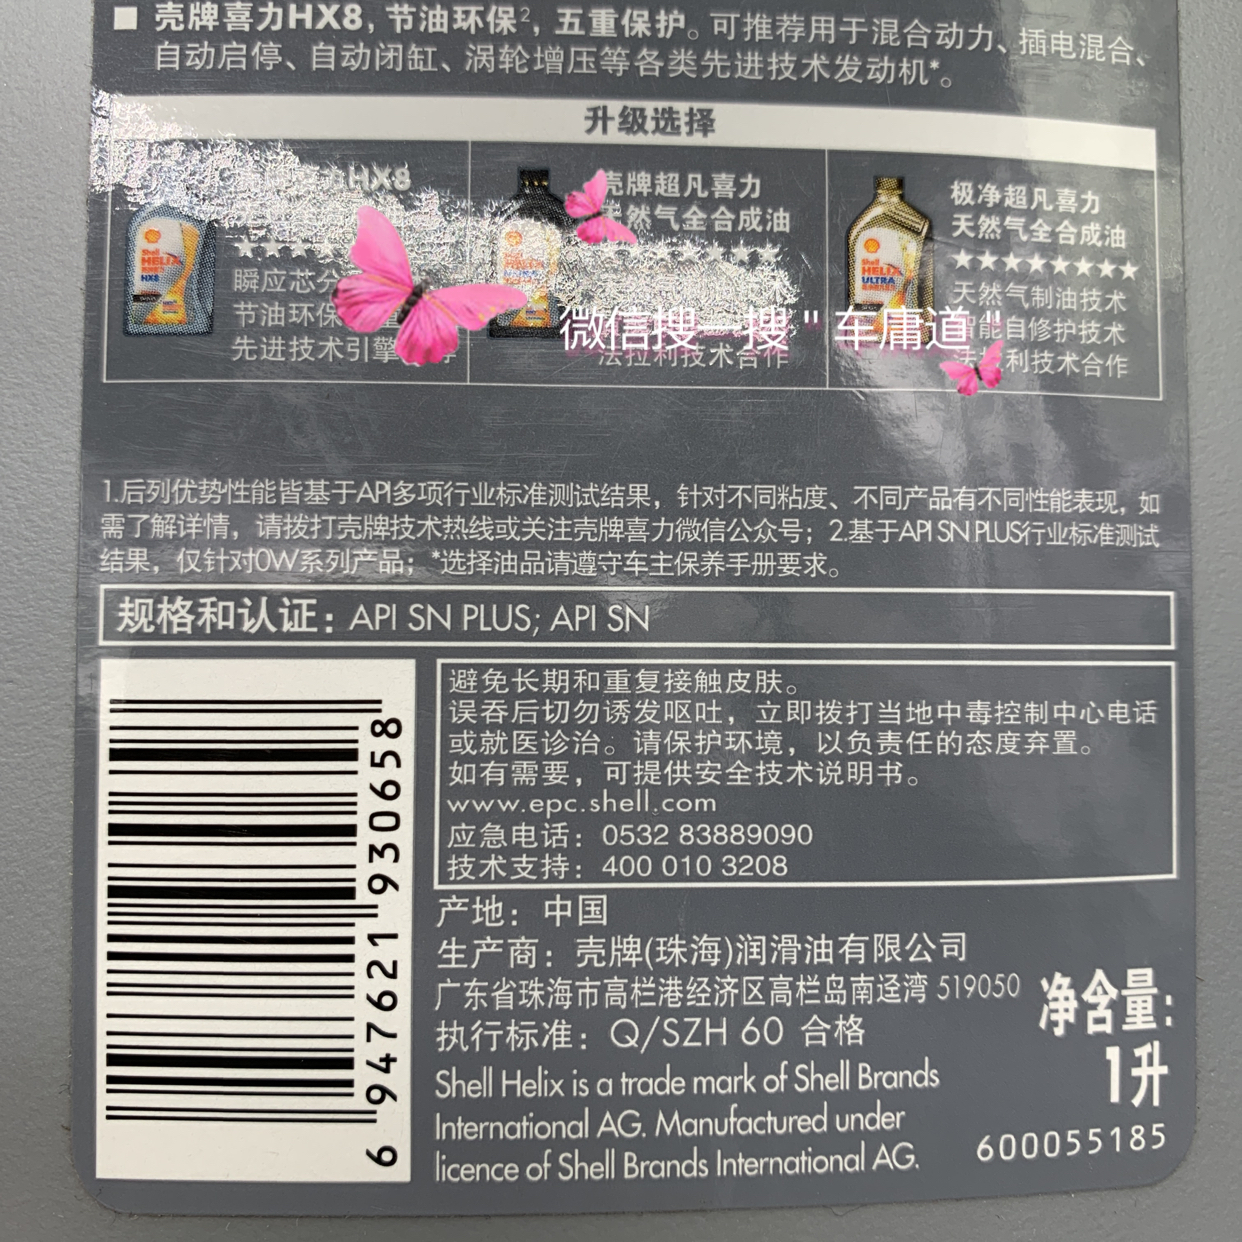 ■ 壳牌喜力HX8，节油环保²，五重保护。可推荐用于混合动力、插电混合、
自动启停、自动闭缸、涡轮增压等各类先进技术发动机*。
升级选择
HX8
★★★★★★
瞬应芯分
节油环保
先进技术引擎
Shell
HELIX
HX8
壳牌超凡喜力
然气全合成油
法拉利技术合作
极净超凡喜力
天然气全合成油
★★★★★★★★
天然气制油技术
智能自修护技术
法 利技术合作
Shell
HELIX
ULTRA
微信搜一搜"车庸道"
1.后列优势性能皆基于API多项行业标准测试结果，针对不同粘度、不同产品有不同性能表现，如
需了解详情，请拨打壳牌技术热线或关注壳牌喜力微信公众号；2.基于API SN PLUS行业标准测试
结果，仅针对0W系列产品；*选择油品请遵守车主保养手册要求。
规格和认证：API SN PLUS; API SN
避免长期和重复接触皮肤。
误吞后切勿诱发呕吐，立即拨打当地中毒控制中心电话
或就医诊治。请保护环境，以负责任的态度弃置。
如有需要，可提供安全技术说明书。
www.epc.shell.com
应急电话：0532 83889090
技术支持：400 010 3208
6 947621 930658
产地：中国
生产商：壳牌(珠海)润滑油有限公司
广东省珠海市高栏港经济区高栏岛南迳湾 519050
执行标准：Q/SZH 60 合格
Shell Helix is a trade mark of Shell Brands
International AG. Manufactured under
licence of Shell Brands International AG.
净含量：
1升
600055185